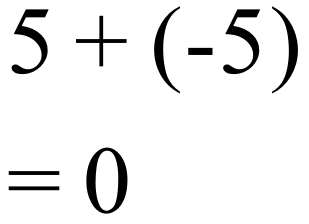 5 + (-5)
= 0